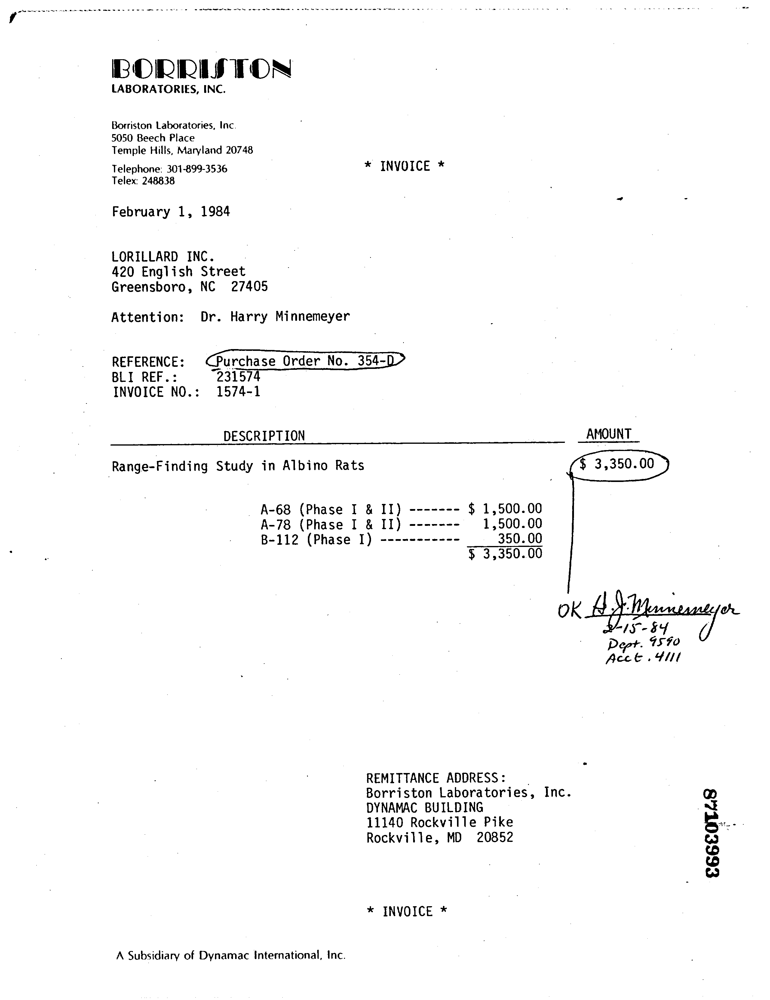 BORRISTON
LABORATORIES, INC.
Borriston Laboratories, Inc.
5050 Beech Place
Temple Hills, Maryland 20748
Telephone: 301-899-3536
Telex: 248838
* INVOICE *
February 1, 1984
LORILLARD INC.
420 English Street
Greensboro, NC 27405
Attention: Dr. Harry Minnemeyer
REFERENCE: Purchase Order No. 354-D
BLI REF.: 231574
INVOICE NO.: 1574-1
DESCRIPTION AMOUNT
Range-Finding Study in Albino Rats $ 3,350.00
A-68 (Phase I & II) ------- $ 1,500.00
A-78 (Phase I & II) ------- 1,500.00
B-112 (Phase I) ----------- 350.00
$ 3,350.00
OK H.J. Minnemeyer
2-15-84
Dept. 9590
Acct. 4111
REMITTANCE ADDRESS:
Borriston Laboratories, Inc.
DYNAMAC BUILDING
11140 Rockville Pike
Rockville, MD 20852
87103993
* INVOICE *
A Subsidiary of Dynamac International, Inc.